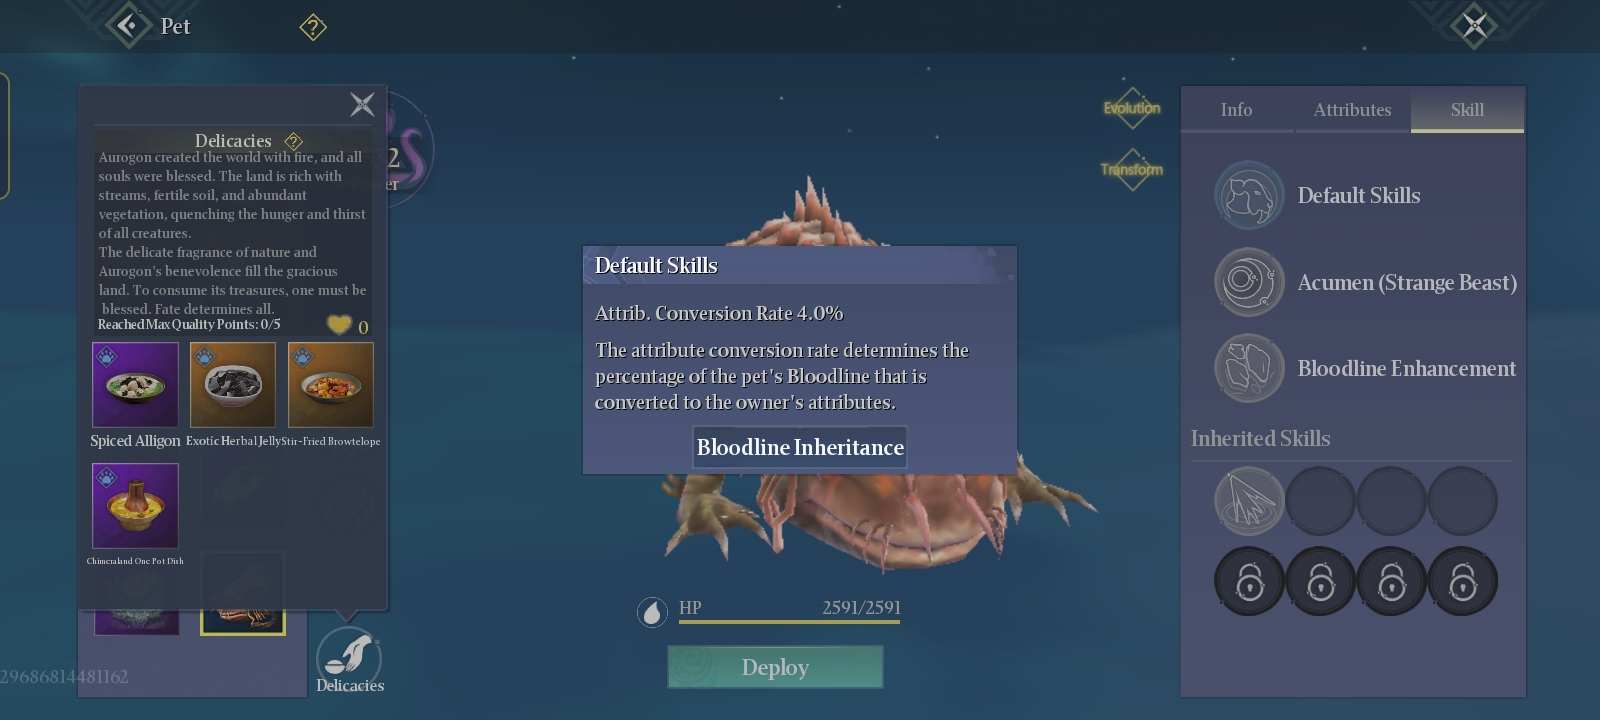 Pet
Evolution
Transform
Delicacies
Aurogon created the world with fire, and all
souls were blessed. The land is rich with
streams, fertile soil, and abundant
vegetation, quenching the hunger and thirst
of all creatures.
The delicate fragrance of nature and
Aurogon's benevolence fill the gracious
land. To consume its treasures, one must be
blessed. Fate determines all.
Reached Max Quality Points: 0/5
0
Spiced Alligon
Exotic Herbal Jelly
Stir-Fried Browtelope
Chimeraland One Pot Dish
Delicacies
29686814481162
Default Skills
Attrib. Conversion Rate 4.0%
The attribute conversion rate determines the
percentage of the pet's Bloodline that is
converted to the owner's attributes.
Bloodline Inheritance
HP 2591/2591
Deploy
Info Attributes Skill
Default Skills
Acumen (Strange Beast)
Bloodline Enhancement
Inherited Skills